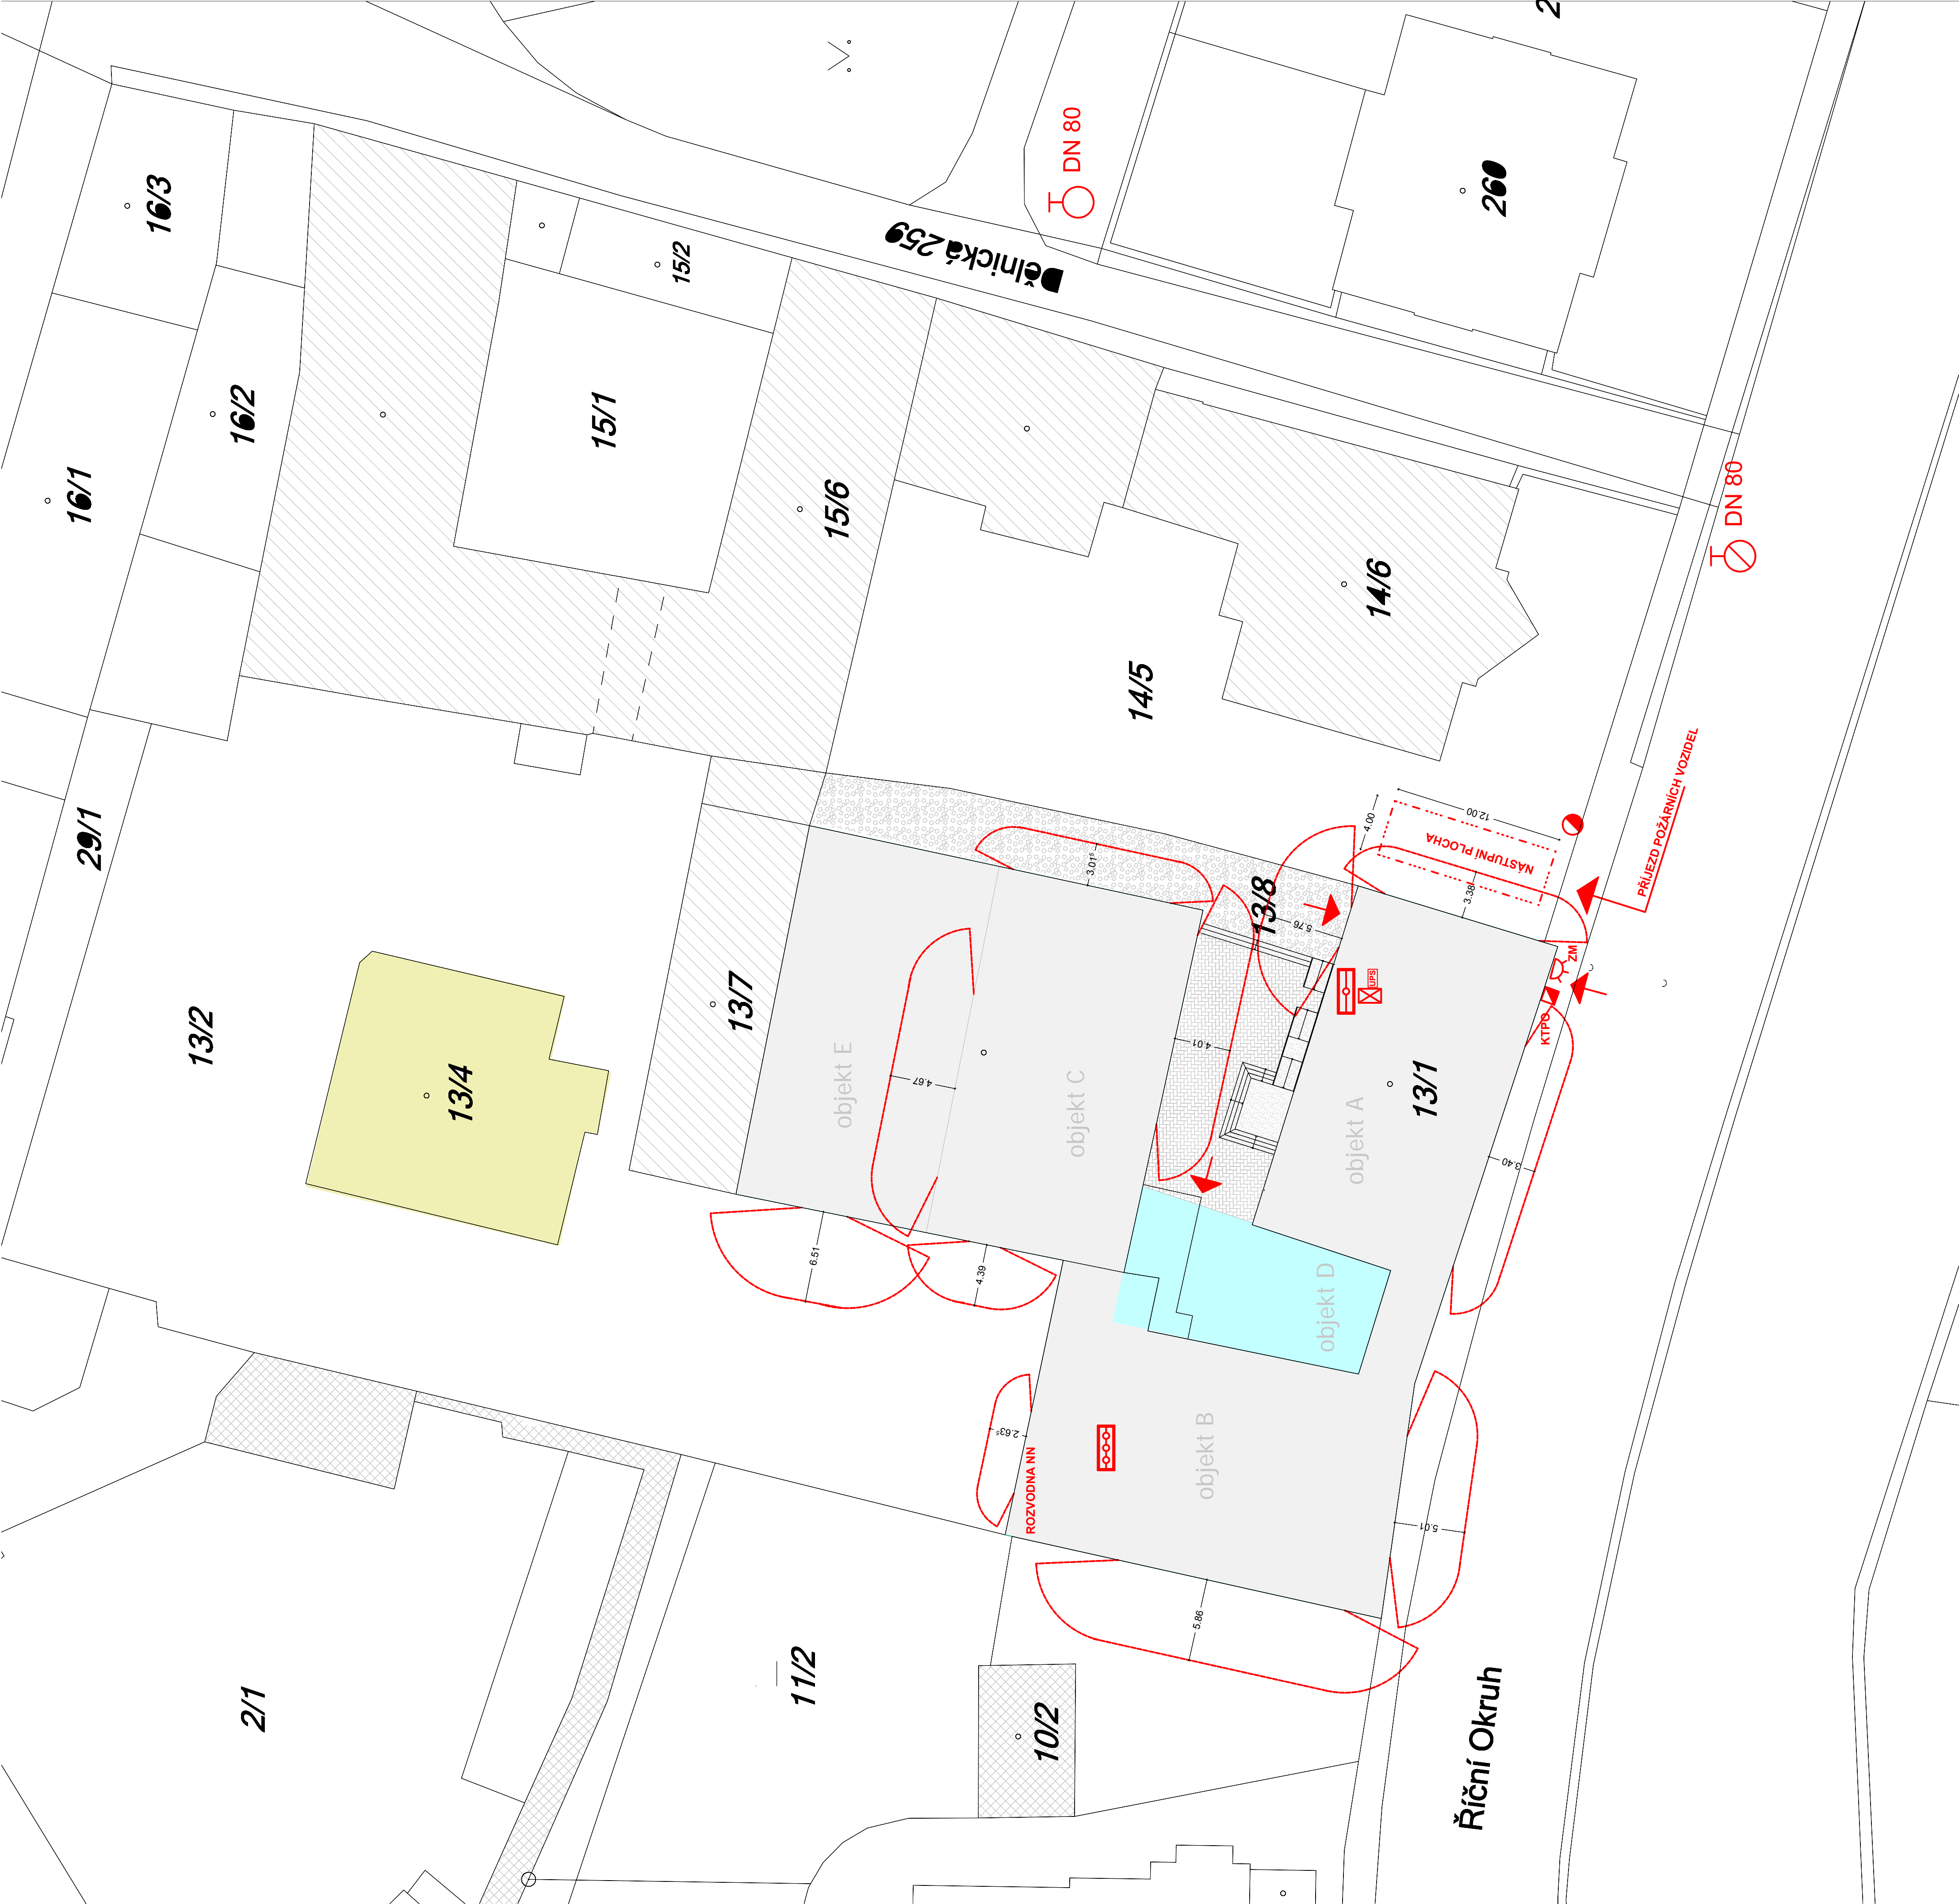 DN 80
16/3
260
Dělnická 259
15/2
16/2
15/1
16/1
15/6
DN 80
14/6
14/5
29/1
PŘÍJEZD POŽÁRNÍCH VOZIDEL
12.00
4.00
NÁSTUPNÍ PLOCHA
3.01⁵
3.38
13/8
5.76
ZM
UPS
13/7
13/2
KTPO
4.01
4.67
objekt E
objekt C
13/4
13/1
objekt A
3.40
6.51
4.39
objekt D
2.63⁵
ROZVODNA NN
objekt B
5.01
5.86
11/2
2/1
10/2
Říční Okruh